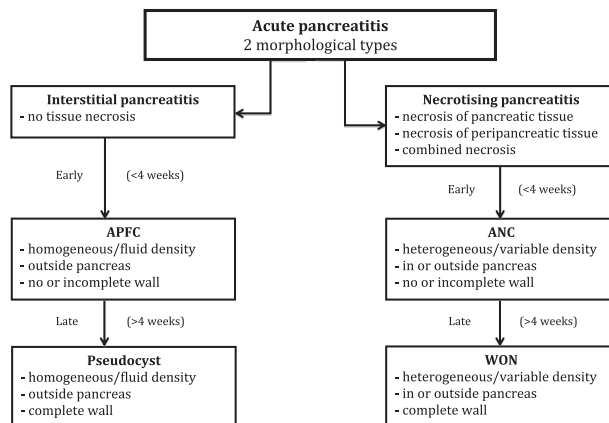 Acute pancreatitis
2 morphological types
Interstitial pancreatitis
- no tissue necrosis
Necrotising pancreatitis
- necrosis of pancreatic tissue
- necrosis of peripancreatic tissue
- combined necrosis
Early (<4 weeks)
Early (<4 weeks)
APFC
- homogeneous/fluid density
- outside pancreas
- no or incomplete wall
ANC
- heterogeneous/variable density
- in or outside pancreas
- no or incomplete wall
Late (>4 weeks)
Late (>4 weeks)
Pseudocyst
- homogeneous/fluid density
- outside pancreas
- complete wall
WON
- heterogeneous/variable density
- in or outside pancreas
- complete wall